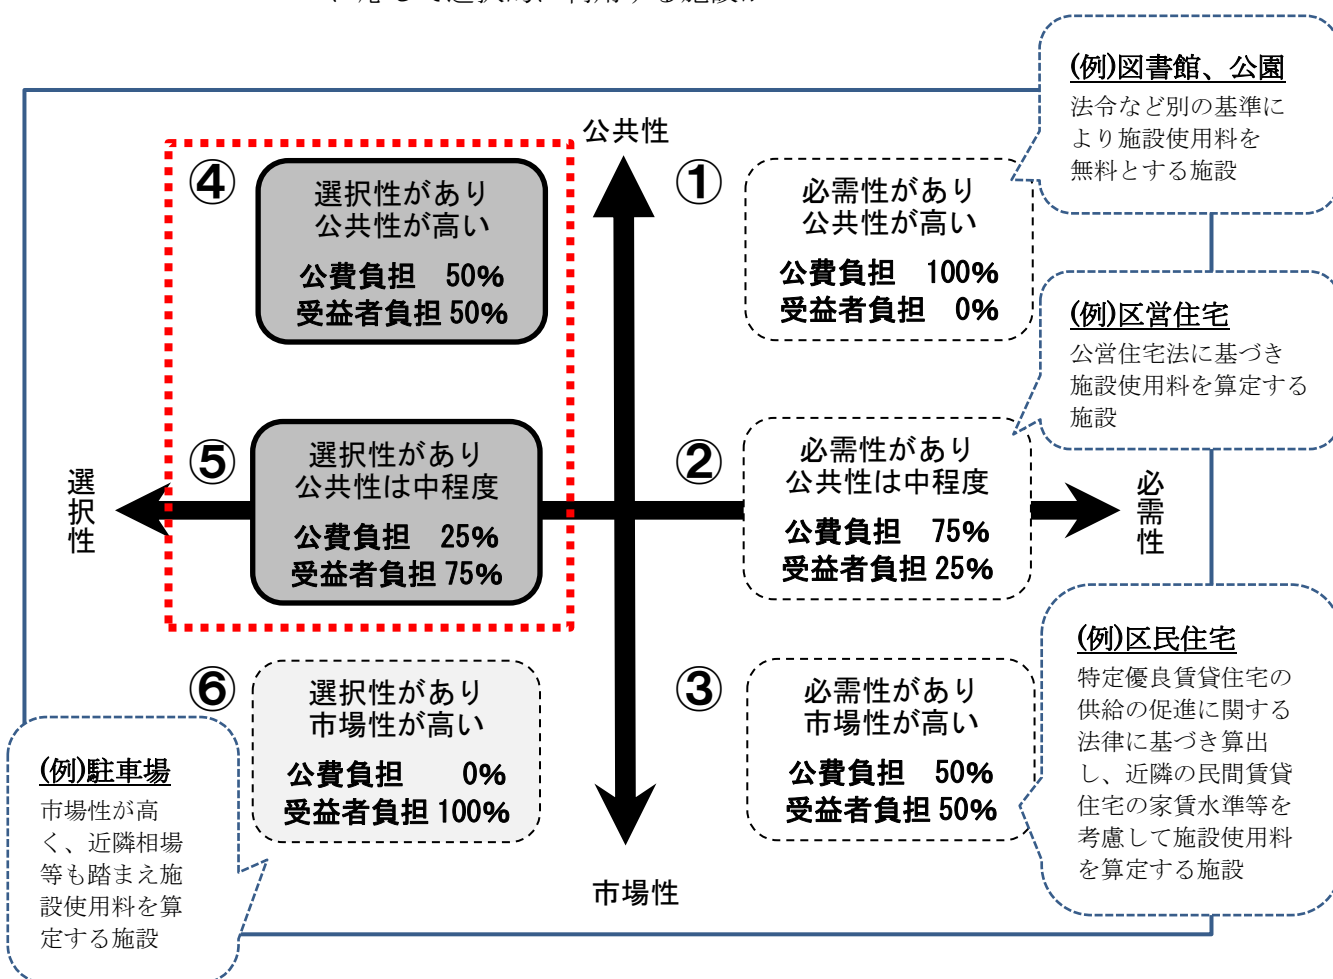 (例)図書館、公園
法令など別の基準に
より施設使用料を
無料とする施設
公共性
④
選択性があり
公共性が高い
公費負担 50%
受益者負担 50%
①
必需性があり
公共性が高い
公費負担 100%
受益者負担 0%
(例)区営住宅
公営住宅法に基づき
施設使用料を算定する
施設
選択性
⑤
選択性があり
公共性は中程度
公費負担 25%
受益者負担 75%
②
必需性があり
公共性は中程度
公費負担 75%
受益者負担 25%
必需性
⑥
選択性があり
市場性が高い
公費負担 0%
受益者負担 100%
③
必需性があり
市場性が高い
公費負担 50%
受益者負担 50%
(例)区民住宅
特定優良賃貸住宅の
供給の促進に関する
法律に基づき算出
し、近隣の民間賃貸
住宅の家賃水準等を
考慮して施設使用料
を算定する施設
(例)駐車場
市場性が高
く、近隣相場
等も踏まえ施
設使用料を算
定する施設
市場性